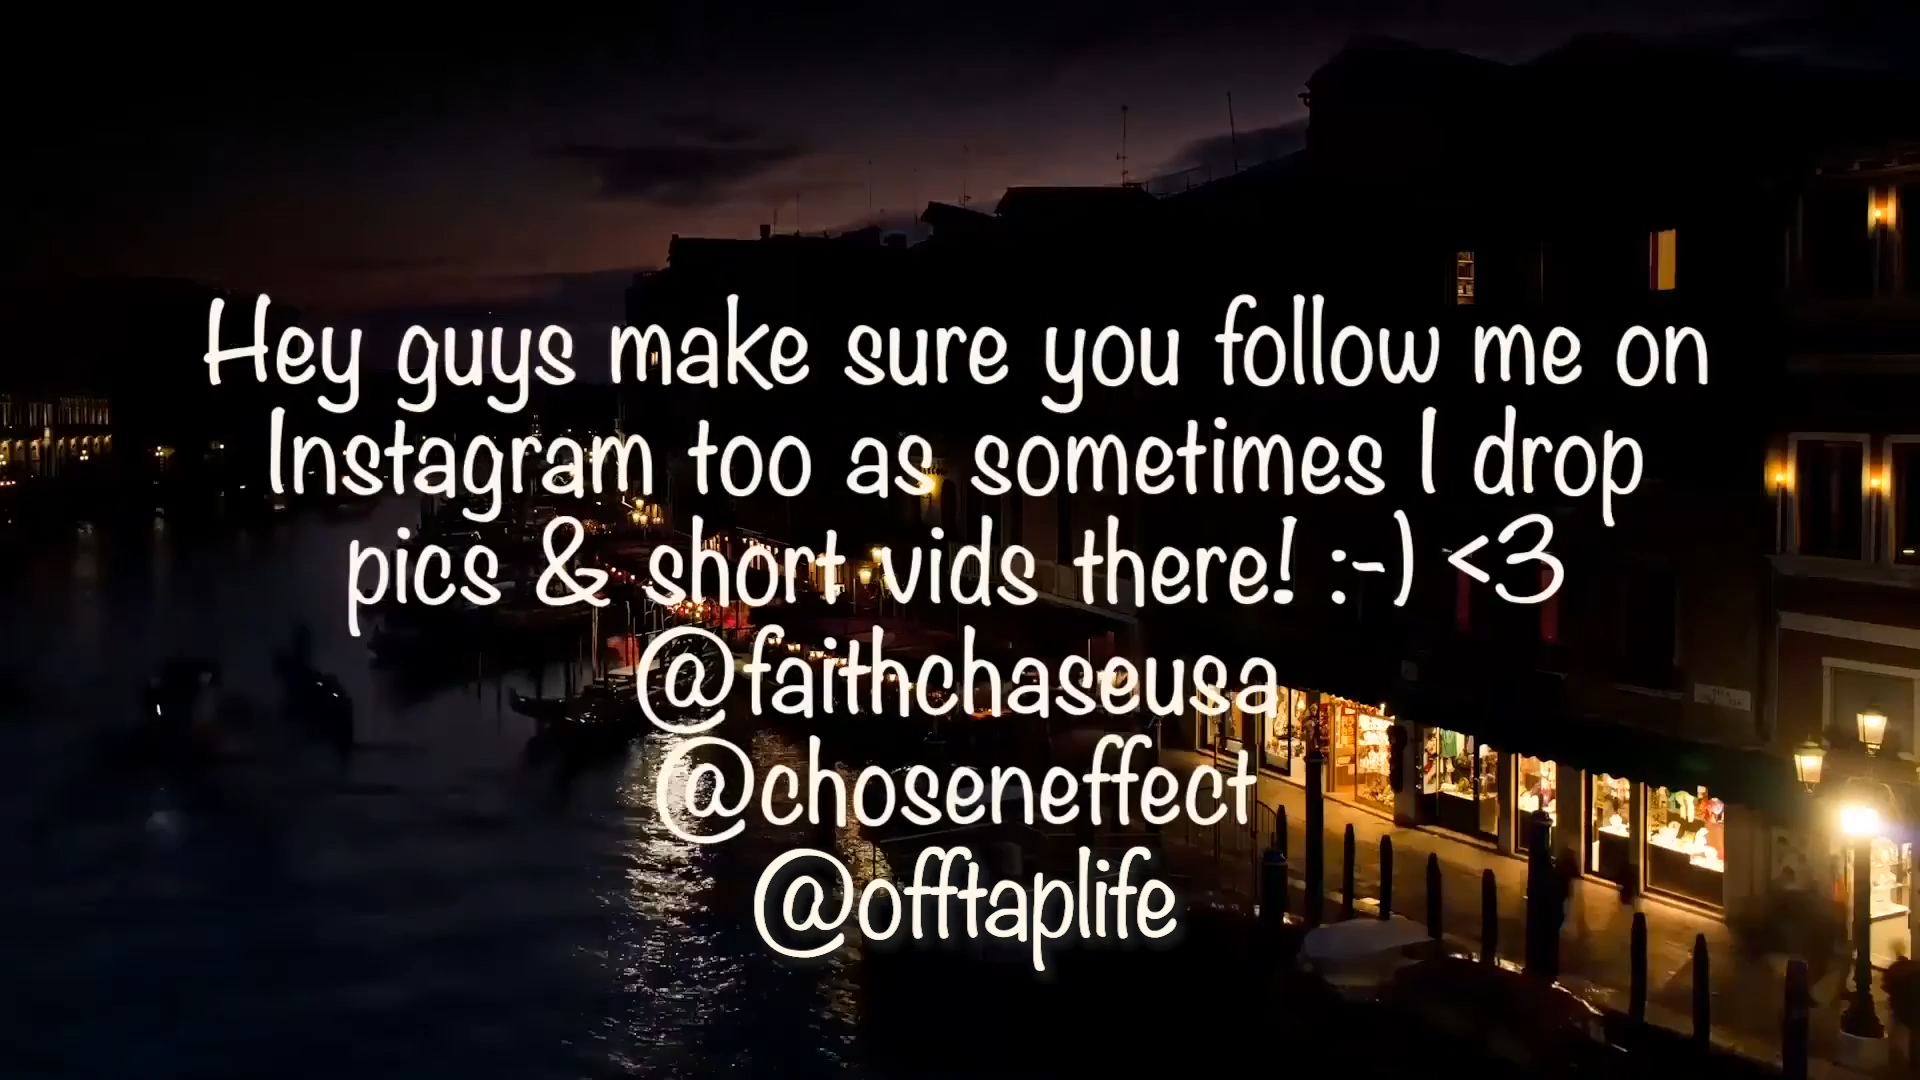 Hey guys make sure you follow me on
Instagram too as sometimes I drop
pics & short vids there! :-) <3
@faithchaseusa
@choseneffect
@offtaplife